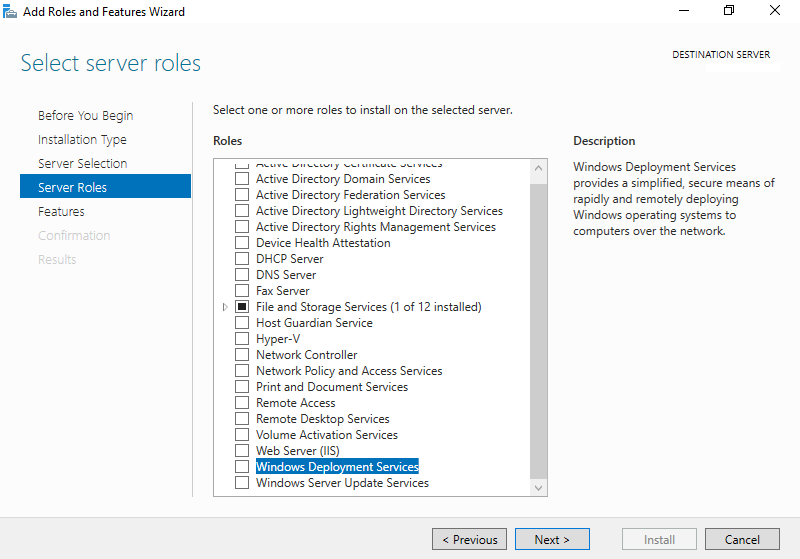 Add Roles and Features Wizard
Select server roles
DESTINATION SERVER
Before You Begin
Installation Type
Server Selection
Server Roles
Features
Confirmation
Results
Select one or more roles to install on the selected server.
Roles
Active Directory Certificate Services
Active Directory Domain Services
Active Directory Federation Services
Active Directory Lightweight Directory Services
Active Directory Rights Management Services
Device Health Attestation
DHCP Server
DNS Server
Fax Server
File and Storage Services (1 of 12 installed)
Host Guardian Service
Hyper-V
Network Controller
Network Policy and Access Services
Print and Document Services
Remote Access
Remote Desktop Services
Volume Activation Services
Web Server (IIS)
Windows Deployment Services
Windows Server Update Services
Description
Windows Deployment Services
provides a simplified, secure means of
rapidly and remotely deploying
Windows operating systems to
computers over the network.
< Previous
Next >
Install
Cancel